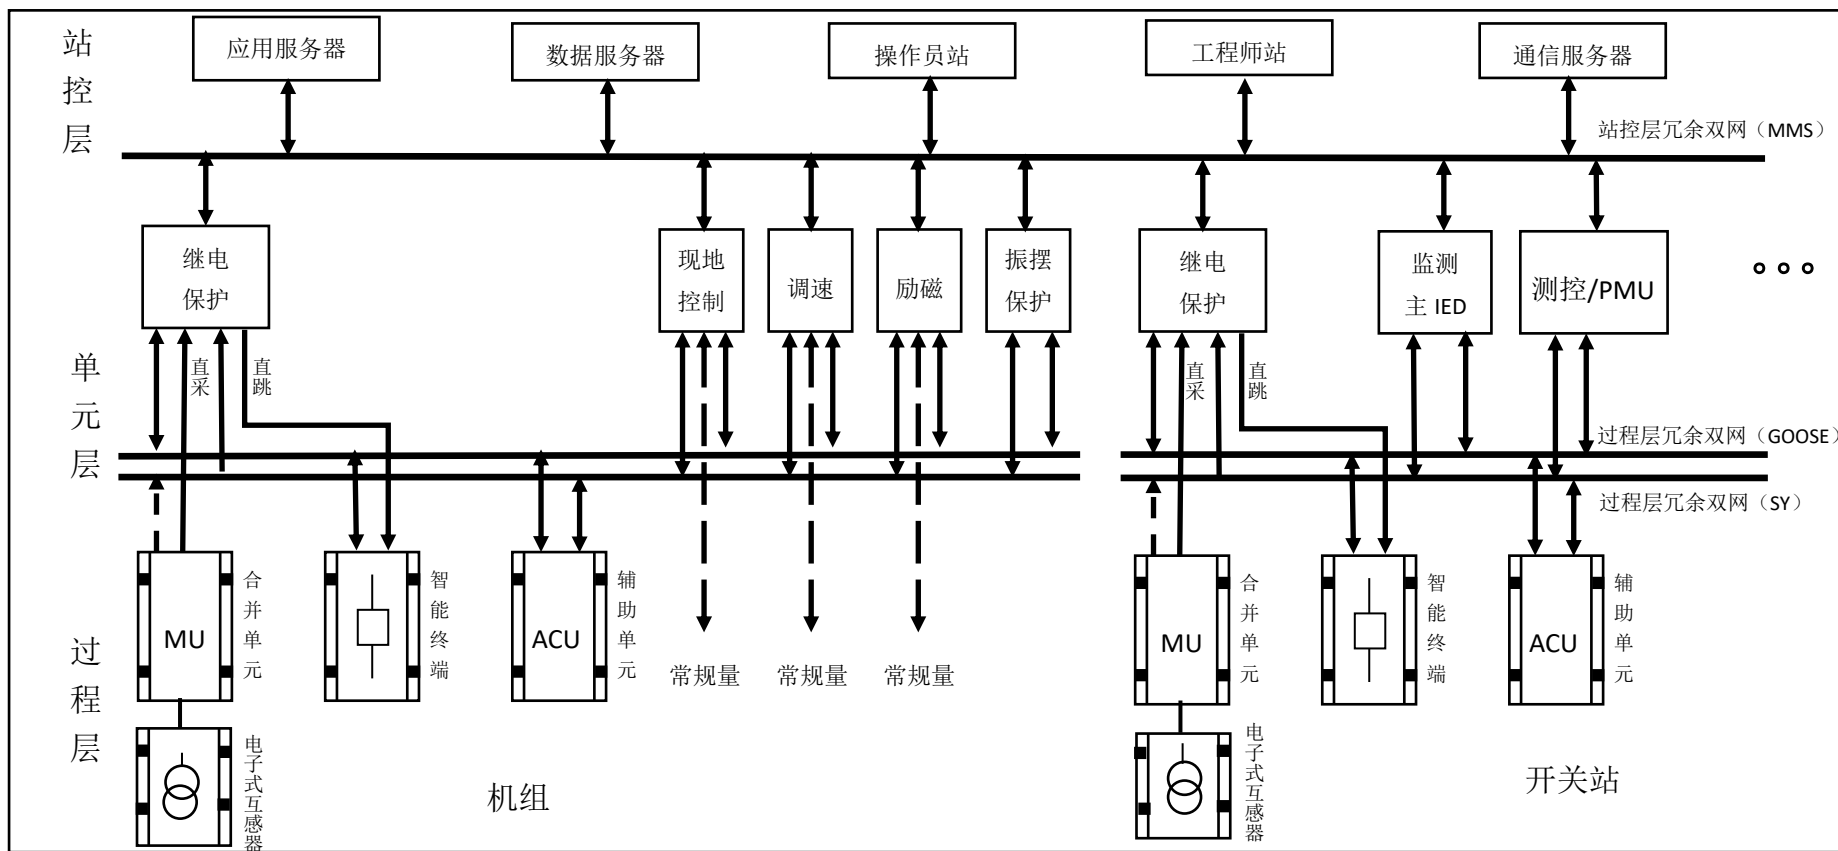 站控层
应用服务器
数据服务器
操作员站
工程师站
通信服务器
站控层冗余双网（MMS）
单元层
继电
保护
现地
控制
调速
励磁
振摆
保护
继电
保护
监测
主 IED
测控/PMU
直采
直跳
直采
直跳
过程层冗余双网（GOOSE）
过程层冗余双网（SY）
过程层
MU
合并单元
智能终端
ACU
辅助单元
常规量
常规量
常规量
MU
合并单元
智能终端
ACU
辅助单元
电子式互感器
机组
电子式互感器
开关站